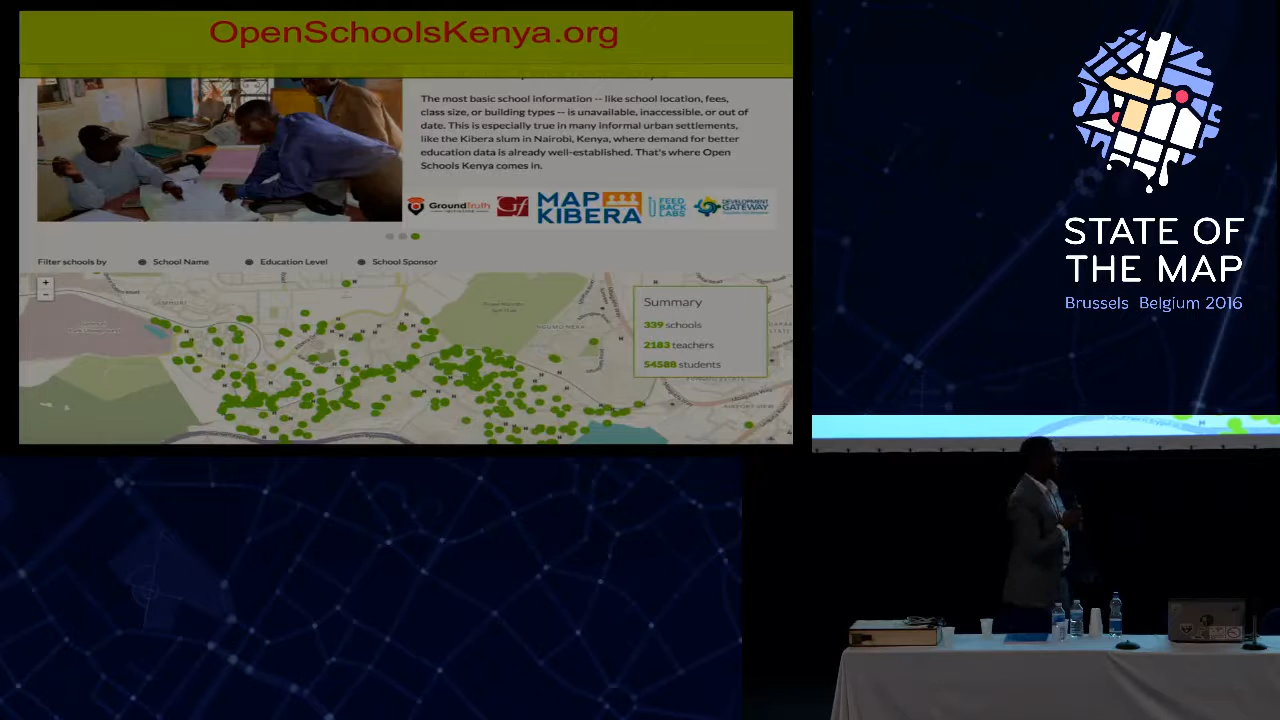 OpenSchoolsKenya.org
The most basic school information -- like school location, fees,
class size, or building types -- is unavailable, inaccessible, or out of
date. This is especially true in many informal urban settlements,
like the Kibera slum in Nairobi, Kenya, where demand for better
education data is already well-established. That's where Open
Schools Kenya comes in.
GroundTruth
Gf
MAP
KIBERA
FEED
BACK
LABS
DEVELOPMENT
GATEWAY
Filter schools by
School Name
Education Level
School Sponsor
+
−
Summary
339 schools
2183 teachers
54588 students
STATE OF
THE MAP
Brussels Belgium 2016